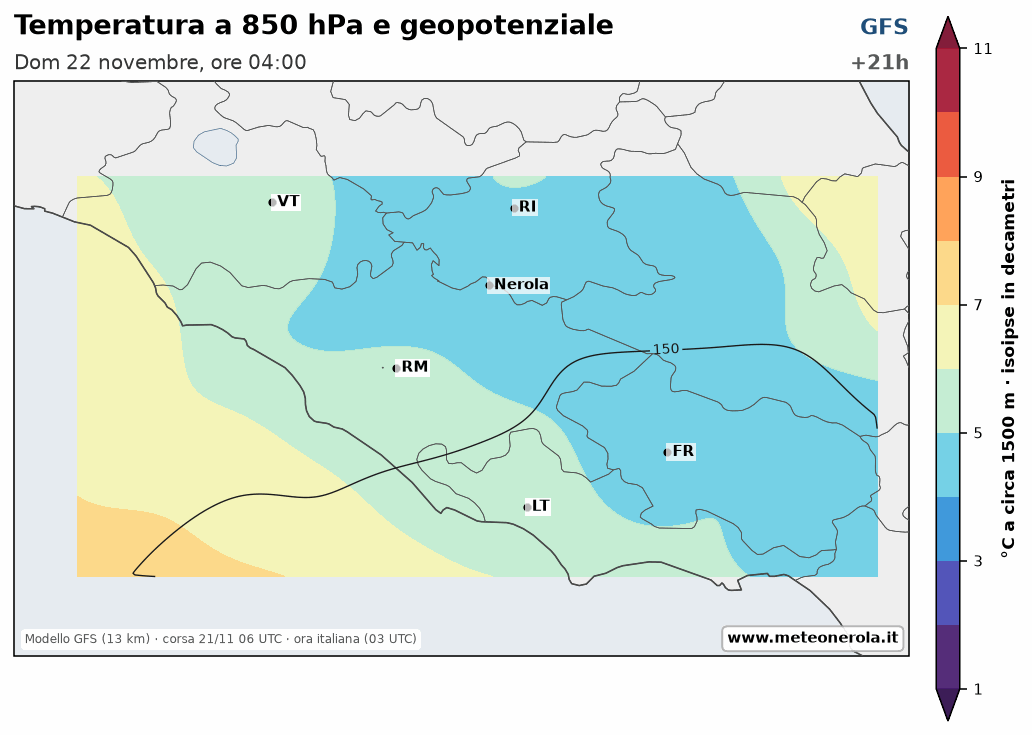 Temperatura a 850 hPa e geopotenziale
GFS
Dom 22 novembre, ore 04:00
+21h
VT
RI
Nerola
150
RM
FR
LT
Modello GFS (13 km) · corsa 21/11 06 UTC · ora italiana (03 UTC)
www.meteonerola.it
11
9
7
5
3
1
°C a circa 1500 m · isoipse in decametri